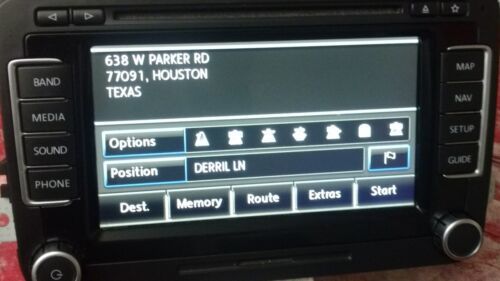 638 W PARKER RD
77091, HOUSTON
TEXAS
BAND
MEDIA
SOUND
PHONE
Options
Position
DERRIL LN
Dest.
Memory
Route
Extras
Start
MAP
NAV
SETUP
GUIDE